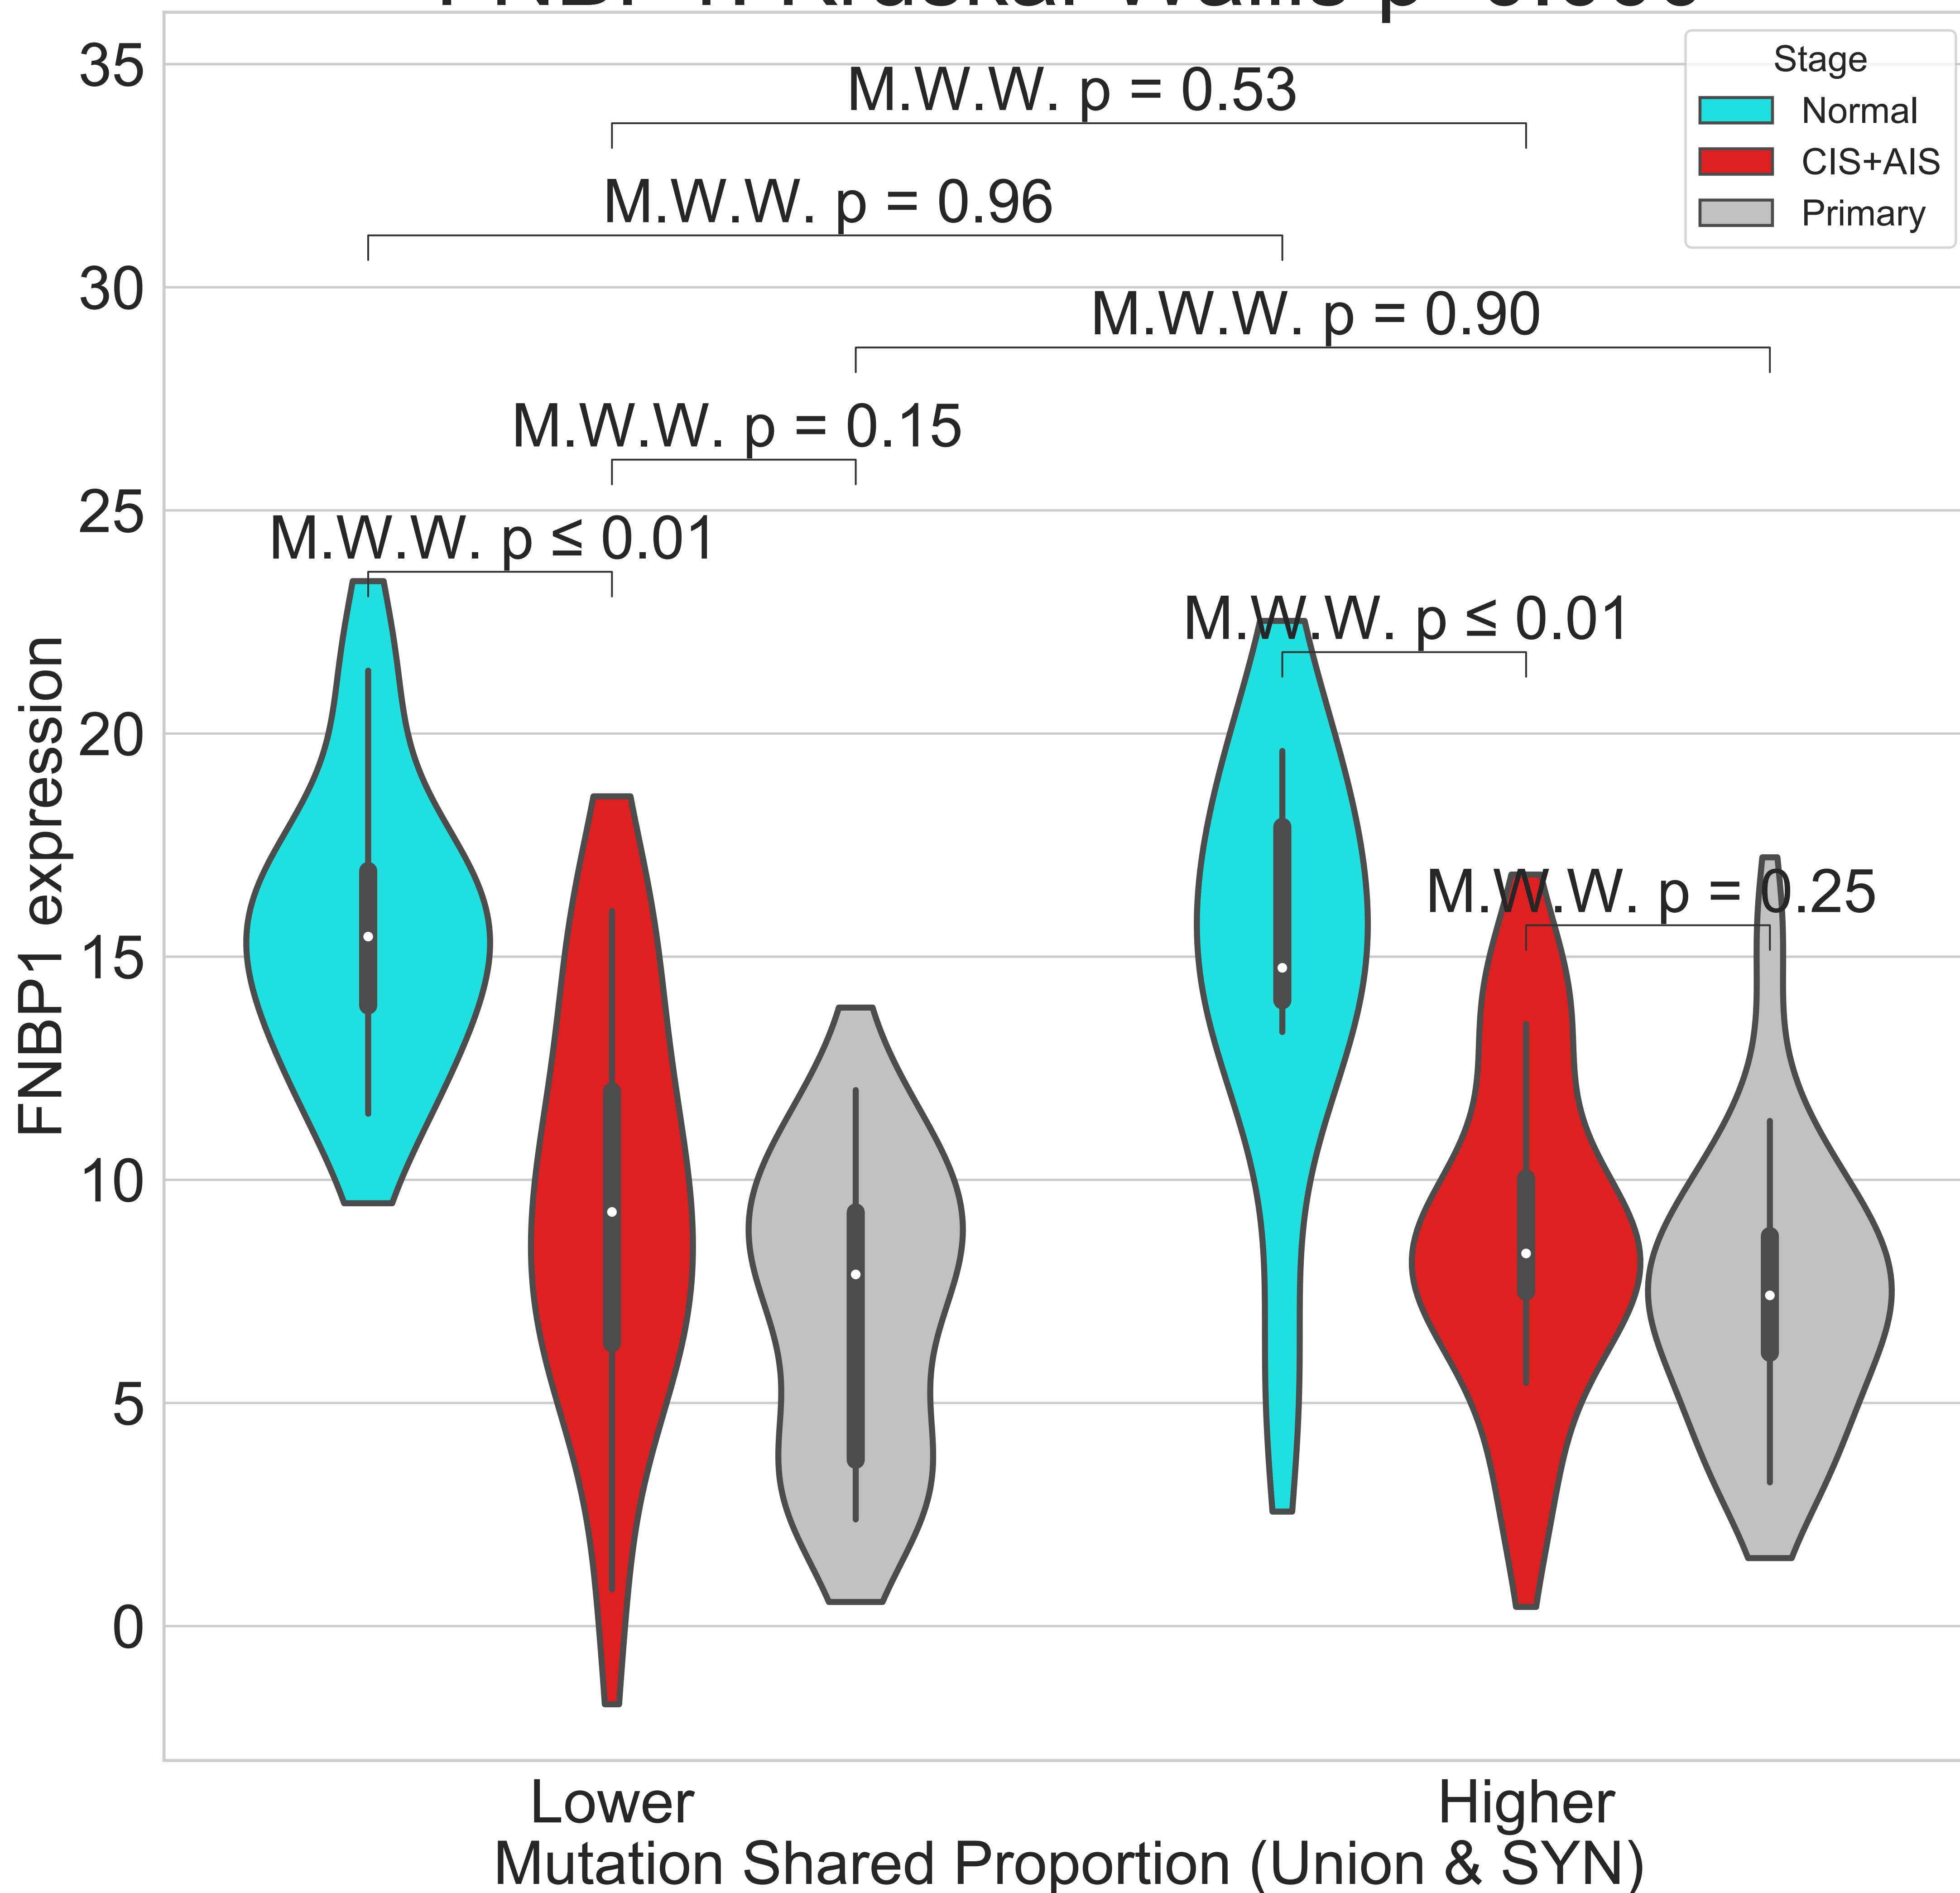 35
30
25
20
15
10
5
0
FNBP1 expression
M.W.W. p = 0.53
M.W.W. p = 0.96
M.W.W. p = 0.90
M.W.W. p = 0.15
M.W.W. p ≤ 0.01
M.W.W. p ≤ 0.01
M.W.W. p = 0.25
Stage
Normal
CIS+AIS
Primary
Lower
Higher
Mutation Shared Proportion (Union & SYN)